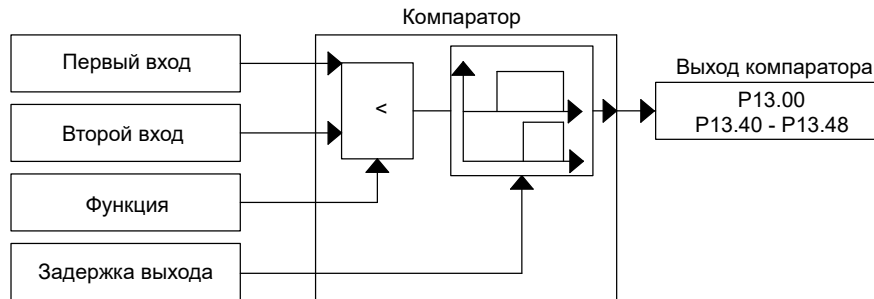 Компаратор
Первый вход
Второй вход
Функция
Задержка выхода
<
Выход компаратора
P13.00
P13.40 - P13.48